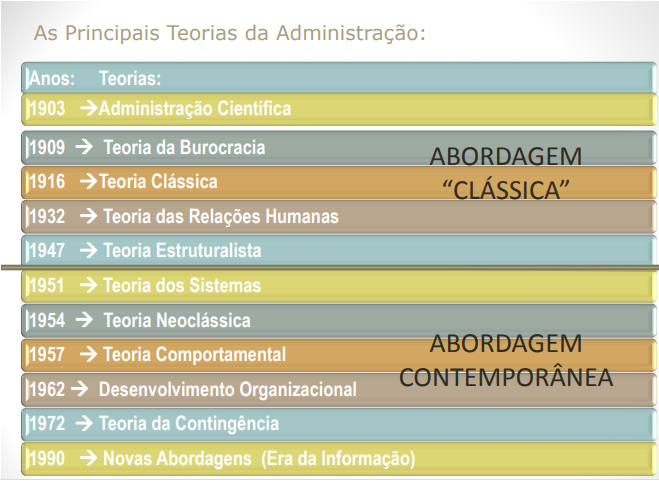 As Principais Teorias da Administração:
Anos: Teorias:
1903 →Administração Científica
1909 → Teoria da Burocracia
ABORDAGEM
1916 →Teoria Clássica
“CLÁSSICA”
1932 → Teoria das Relações Humanas
1947 → Teoria Estruturalista
1951 → Teoria dos Sistemas
1954 → Teoria Neoclássica
ABORDAGEM
1957 → Teoria Comportamental
CONTEMPORÂNEA
1962 → Desenvolvimento Organizacional
1972 → Teoria da Contingência
1990 → Novas Abordagens (Era da Informação)